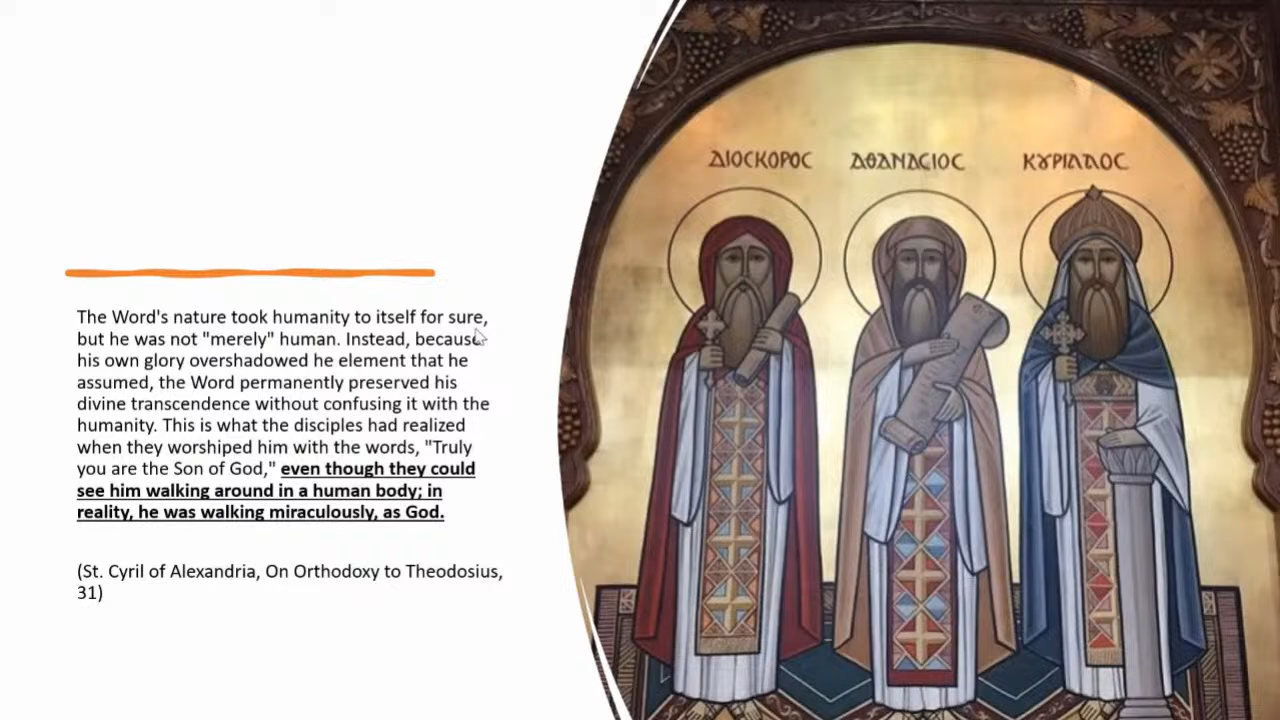 The Word's nature took humanity to itself for sure,
but he was not "merely" human. Instead, because
his own glory overshadowed he element that he
assumed, the Word permanently preserved his
divine transcendence without confusing it with the
humanity. This is what the disciples had realized
when they worshiped him with the words, "Truly
you are the Son of God," even though they could
see him walking around in a human body; in
reality, he was walking miraculously, as God.
(St. Cyril of Alexandria, On Orthodoxy to Theodosius,
31)
ⲆⲒⲞⲤⲔⲞⲢⲞⲤ ⲀⲐⲀⲚⲀⲤⲒⲞⲤ ⲔⲨⲢⲒⲖⲖⲞⲤ